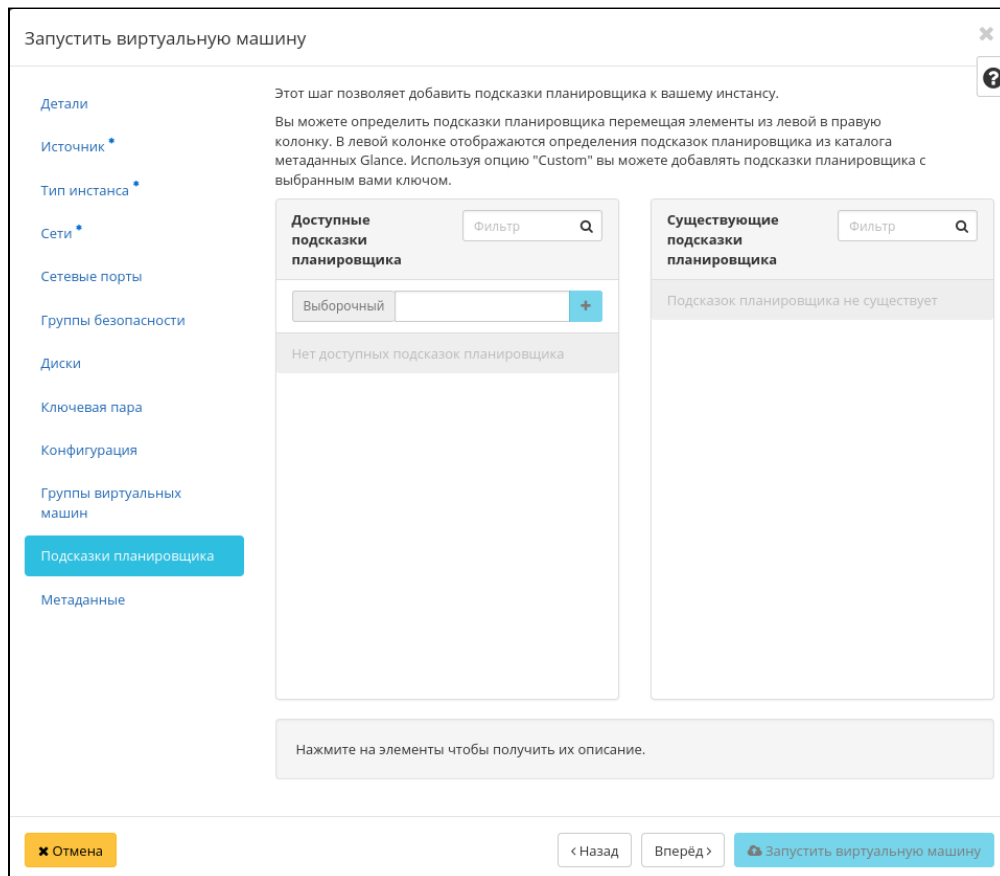 Запустить виртуальную машину
Детали
Источник *
Тип инстанса *
Сети *
Сетевые порты
Группы безопасности
Диски
Ключевая пара
Конфигурация
Группы виртуальных
машин
Подсказки планировщика
Метаданные
Этот шаг позволяет добавить подсказки планировщика к вашему инстансу.
Вы можете определить подсказки планировщика перемещая элементы из левой в правую
колонку. В левой колонке отображаются определения подсказок планировщика из каталога
метаданных Glance. Используя опцию "Custom" вы можете добавлять подсказки планировщика с
выбранным вами ключом.
Доступные
подсказки
планировщика
Фильтр
Выборочный
Нет доступных подсказок планировщика
Существующие
подсказки
планировщика
Фильтр
Подсказок планировщика не существует
Нажмите на элементы чтобы получить их описание.
✖ Отмена
‹ Назад
Вперёд ›
Запустить виртуальную машину